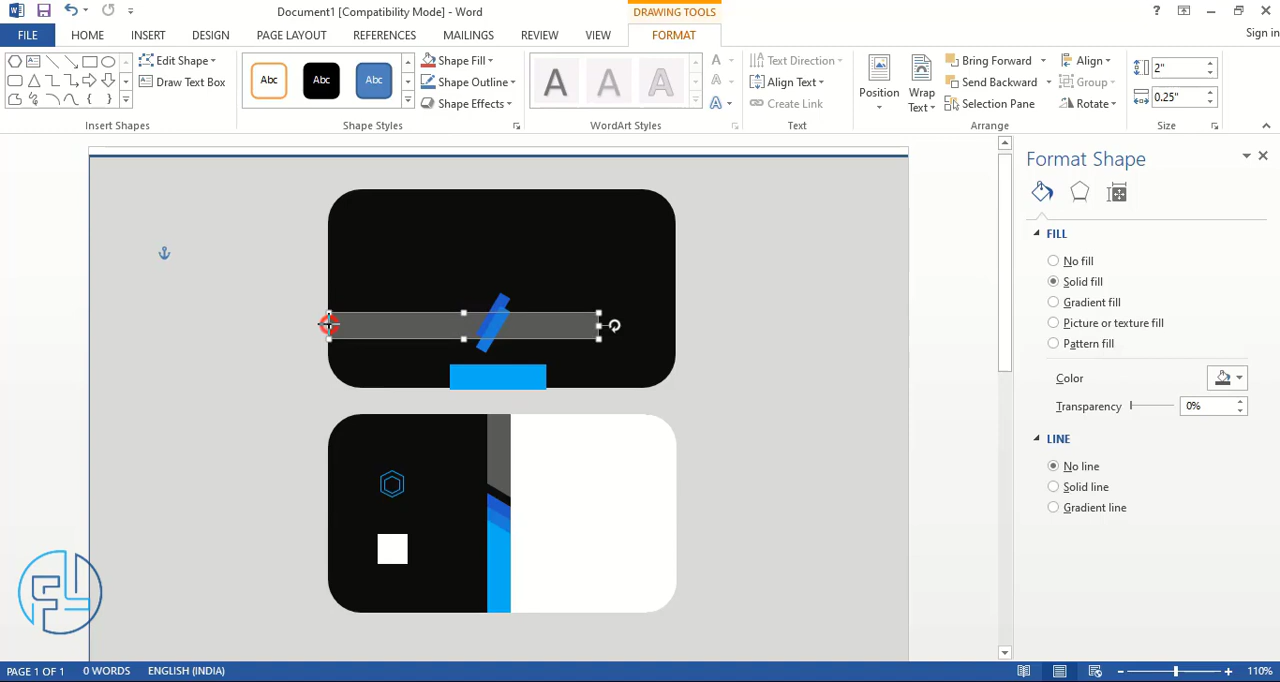 Document1 [Compatibility Mode] - Word
DRAWING TOOLS
?
FILE
HOME
INSERT
DESIGN
PAGE LAYOUT
REFERENCES
MAILINGS
REVIEW
VIEW
FORMAT
Sign in
Edit Shape
Draw Text Box
Insert Shapes
Abc
Abc
Abc
Shape Fill
Shape Outline
Shape Effects
Shape Styles
A
A
A
WordArt Styles
Text Direction
Align Text
Create Link
Text
Position
Wrap
Text
Bring Forward
Send Backward
Selection Pane
Align
Group
Rotate
Arrange
2"
0.25"
Size
Format Shape
FILL
No fill
Solid fill
Gradient fill
Picture or texture fill
Pattern fill
Color
Transparency
0%
LINE
No line
Solid line
Gradient line
PAGE 1 OF 1
0 WORDS
ENGLISH (INDIA)
110%